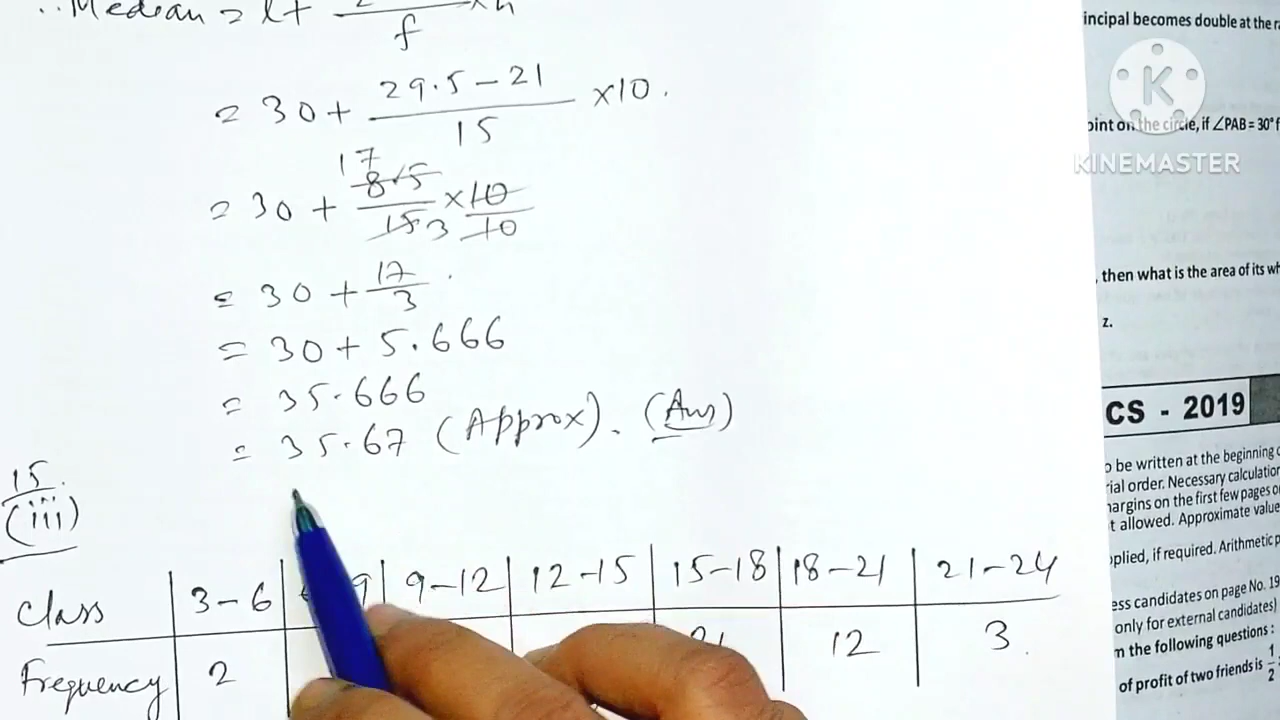 ∴ Median = l +
f
= 30 + 29.5 - 21 / 15 × 10.
= 30 + 8.5 / 15 × 10 / 10
17
3
= 30 + 17 / 3
= 30 + 5.666
= 35.666
= 35.67 (Approx). (Ans)
15
(iii)
Class 3-6 9 9-12 12-15 15-18 18-21 21-24
Frequency 2 12 3
KINEMASTER
incipal becomes double at the
oint on the circle, if ∠PAB = 30°
, then what is the area of its
z.
CS - 2019
be written at the beginning
rial order. Necessary calculation
margins on the first few pages
t allowed. Approximate value
pplied, if required. Arithmetic
ess candidates on page No. 19
only for external candidates)
m the following questions :
of profit of two friends is 1/2